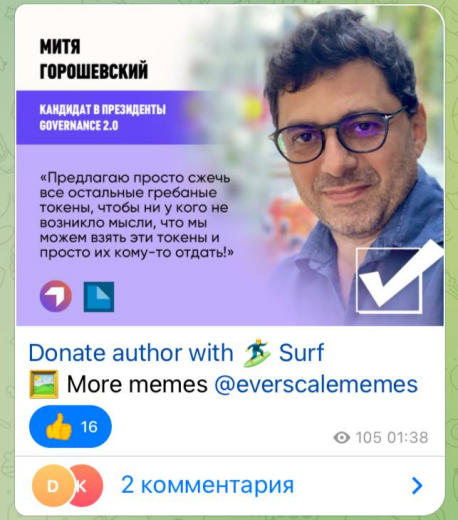 МИТЯ
ГОРОШЕВСКИЙ
КАНДИДАТ В ПРЕЗИДЕНТЫ
GOVERNANCE 2.0
«Предлагаю просто сжечь
все остальные гребаные
токены, чтобы ни у кого не
возникло мысли, что мы
можем взять эти токены и
просто их кому-то отдать!»
Donate author with 🏄 Surf
🖼 More memes @everscalememes
👍 16
105 01:38
D K 2 комментария